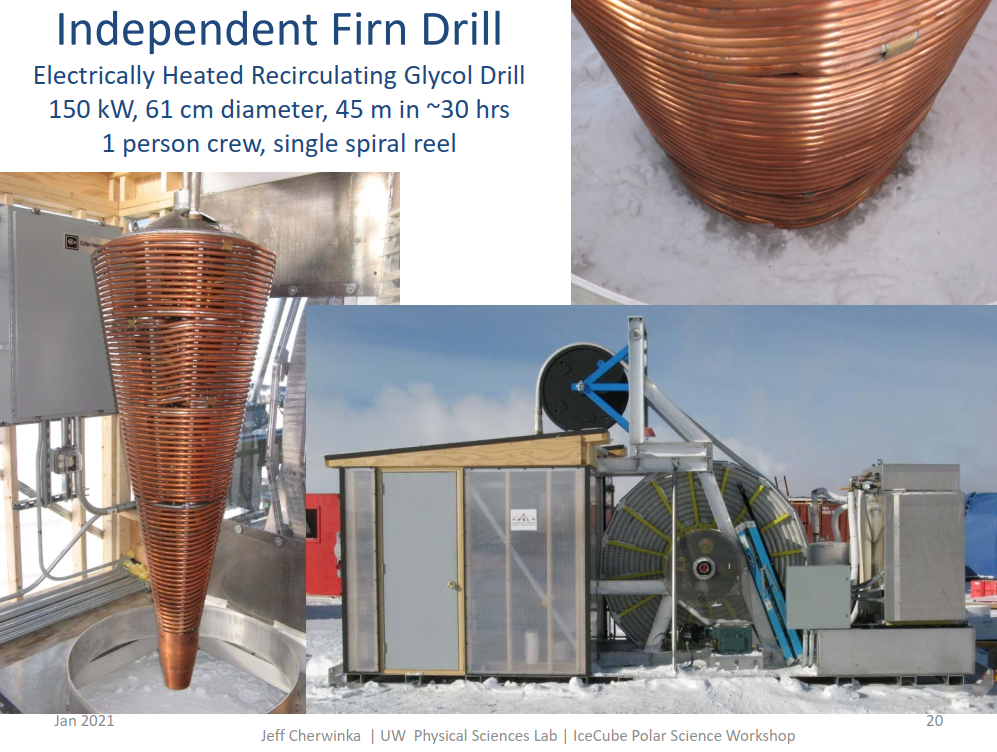 Independent Firn Drill
Electrically Heated Recirculating Glycol Drill
150 kW, 61 cm diameter, 45 m in ~30 hrs
1 person crew, single spiral reel
Jan 2021
20
Jeff Cherwinka | UW Physical Sciences Lab | IceCube Polar Science Workshop